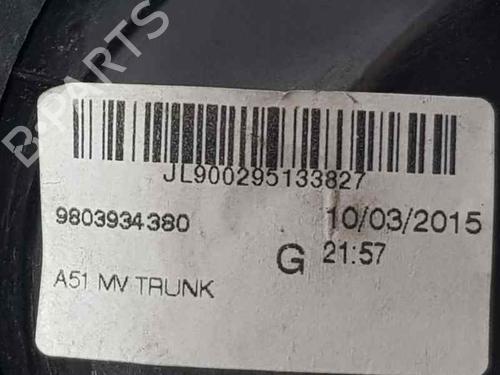 JL900295133827
9803934380
10/03/2015
G
21:57
A51 MV TRUNK
B-PARTS